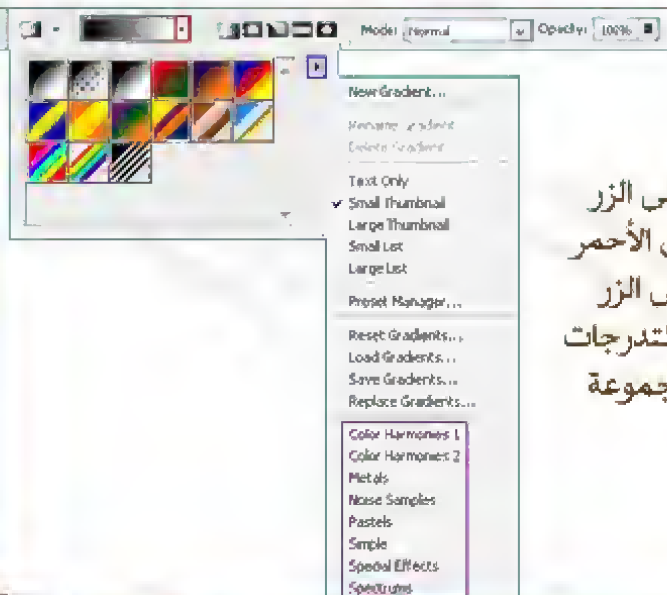 Mode: Normal Opacity: 100%
New Gradient...
Rename Gradient
Delete Gradient
Text Only
Small Thumbnail
Large Thumbnail
Small List
Large List
Preset Manager...
Reset Gradients...
Load Gradients...
Save Gradients...
Replace Gradients...
Color Harmonies 1
Color Harmonies 2
Metals
Noise Samples
Pastels
Simple
Special Effects
Spectrums
الزر
الأحمر
الزر
لتدرجات
جموعة